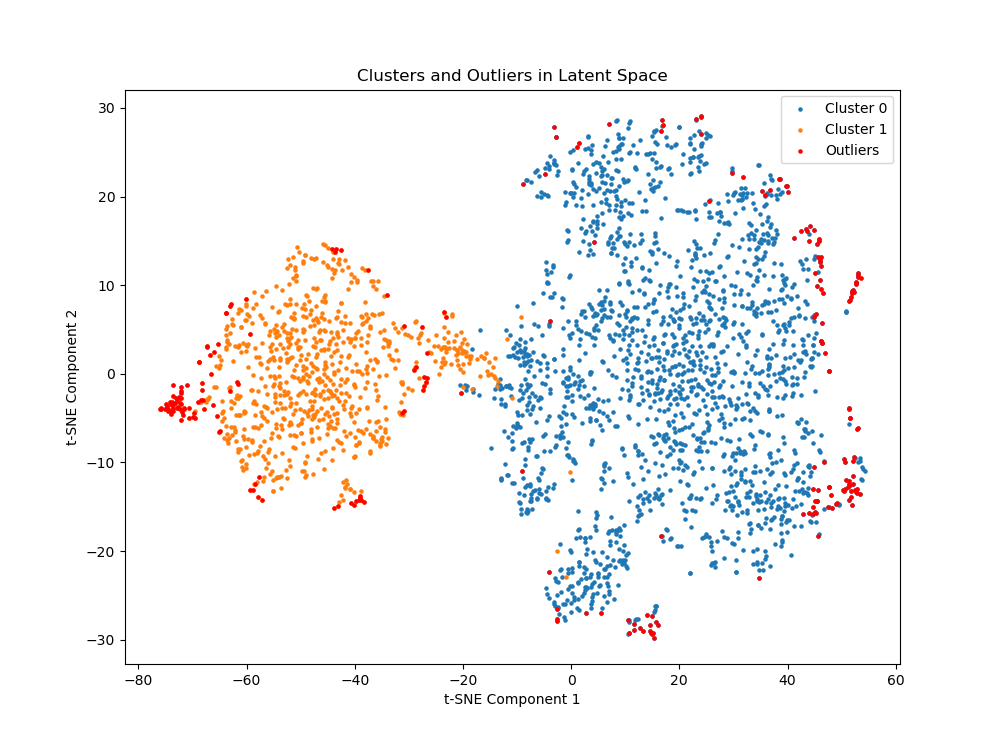 Clusters and Outliers in Latent Space
Cluster 0
Cluster 1
Outliers
30
20
10
0
−10
−20
−30
t-SNE Component 2
−80
−60
−40
−20
0
20
40
60
t-SNE Component 1